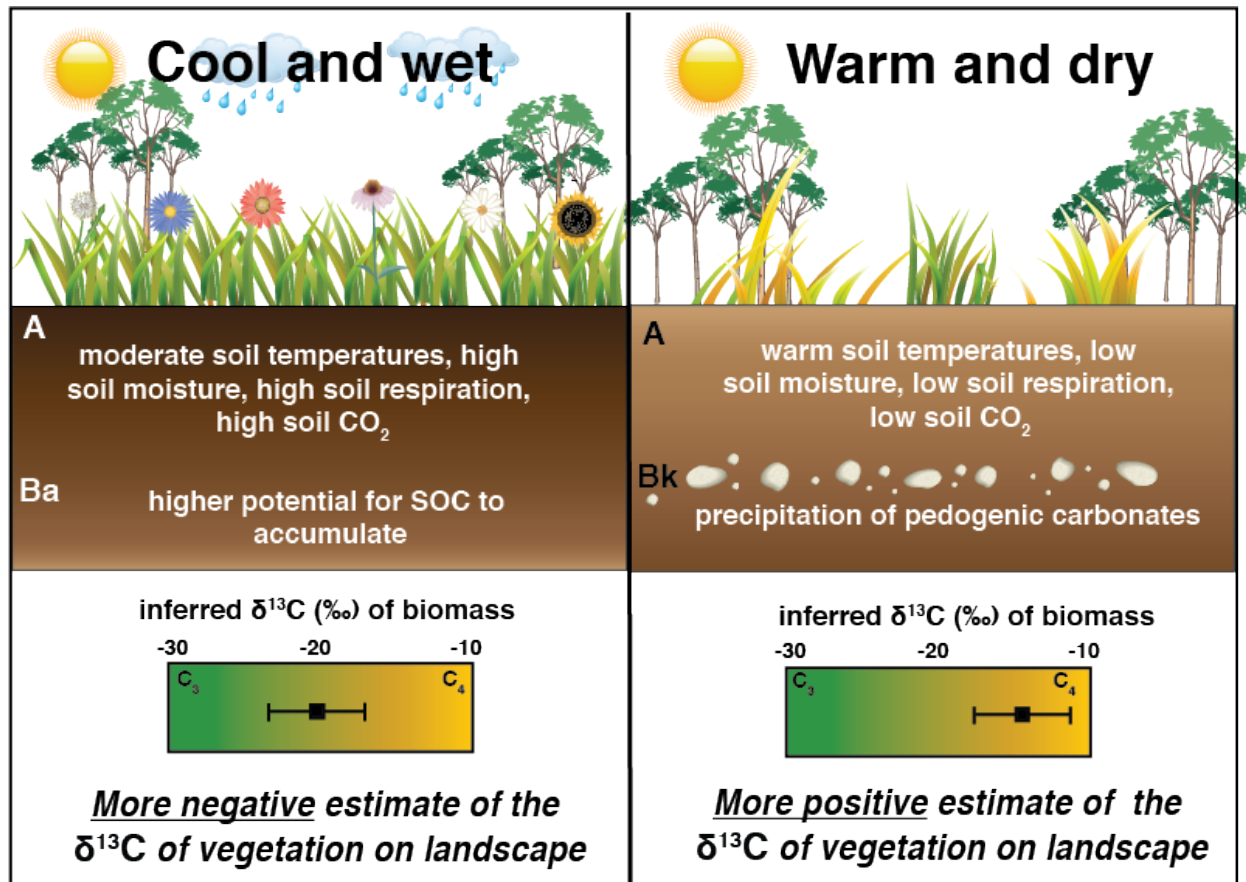 Cool and wet
A
moderate soil temperatures, high
soil moisture, high soil respiration,
high soil CO₂
Ba
higher potential for SOC to
accumulate
inferred δ¹³C (‰) of biomass
-30 -20 -10
C₃ C₄
More negative estimate of the
δ¹³C of vegetation on landscape
Warm and dry
A
warm soil temperatures, low
soil moisture, low soil respiration,
low soil CO₂
Bk
precipitation of pedogenic carbonates
inferred δ¹³C (‰) of biomass
-30 -20 -10
C₃ C₄
More positive estimate of the
δ¹³C of vegetation on landscape